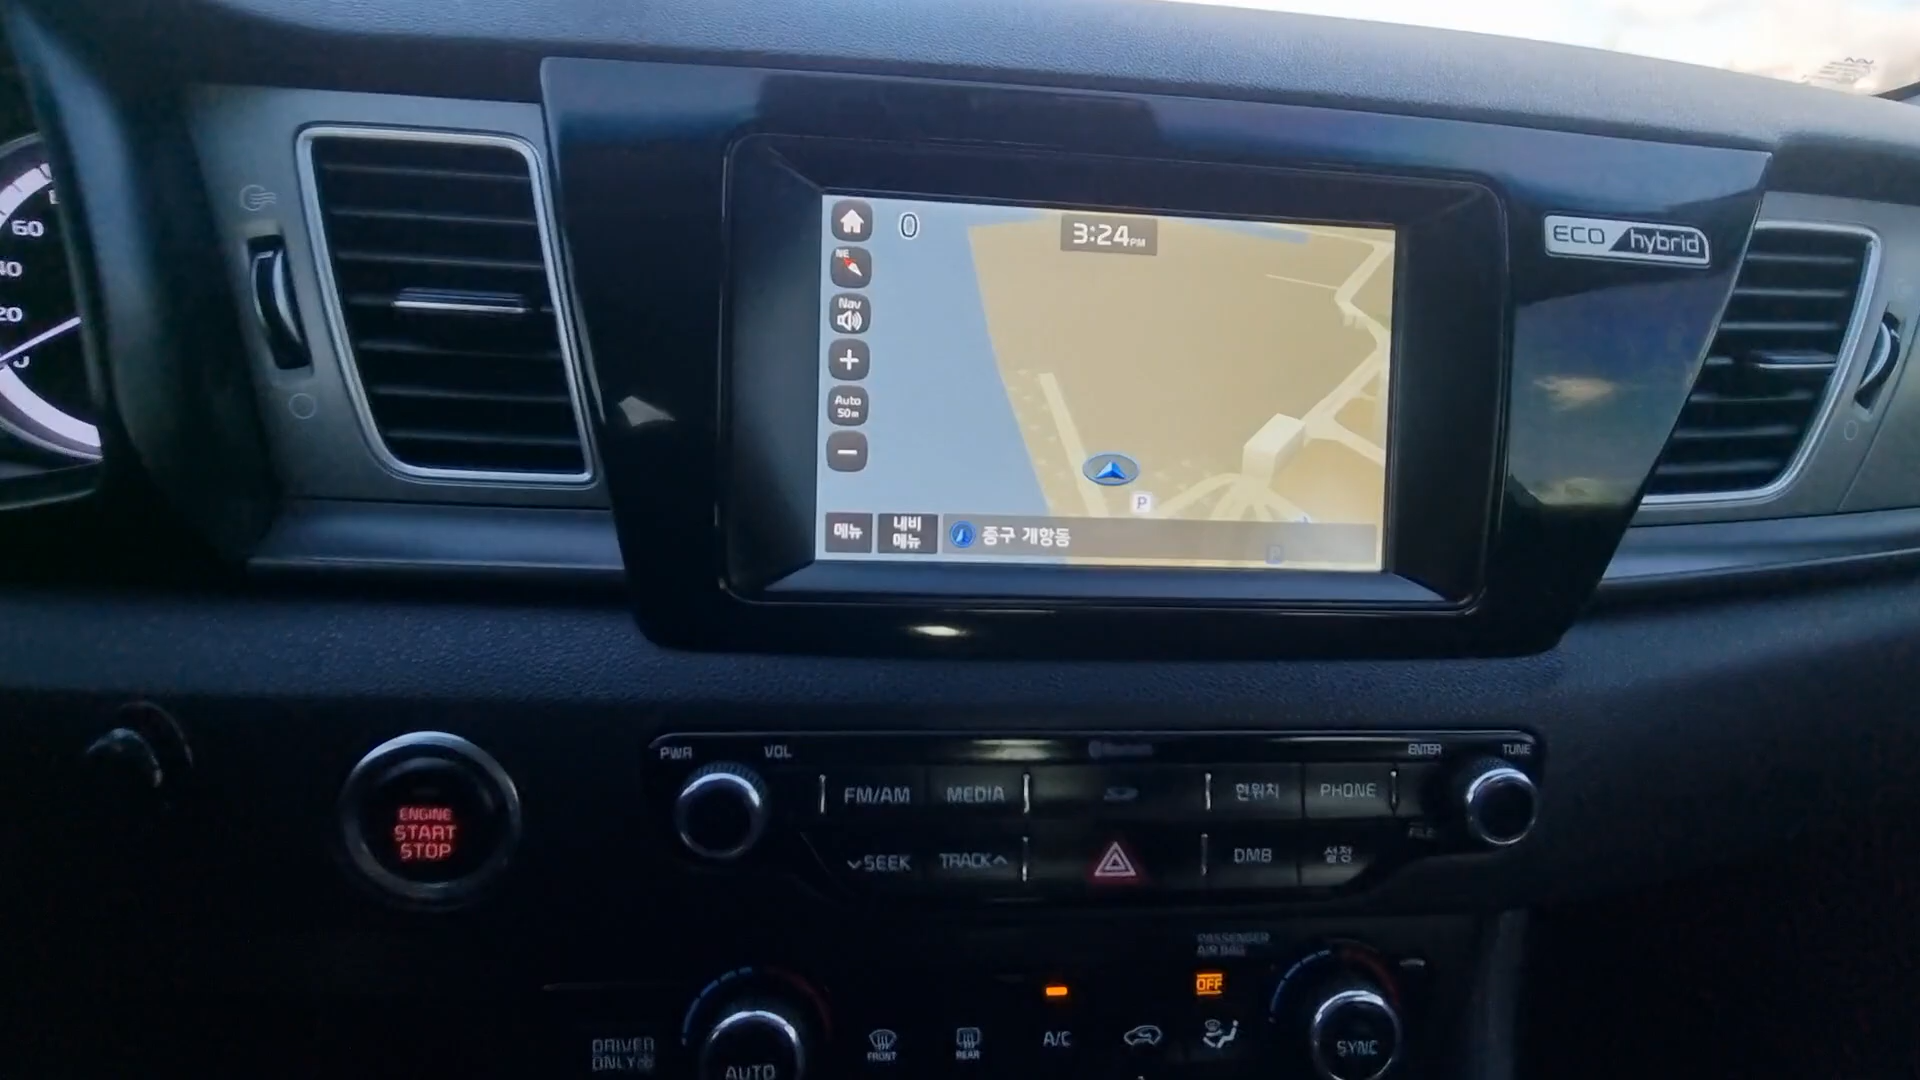 60
40
20
ECO hybrid
0
3:24PM
NE
Nav
Auto
50m
P
메뉴
내비
메뉴
중구 개항동
P
PWR
VOL
ENTER
TUNE
FM/AM
MEDIA
현위치
PHONE
FILE
SEEK
TRACK
DMB
설정
ENGINE
START
STOP
PASSENGER
AIR BAG
OFF
DRIVER
ONLY
AUTO
FRONT
REAR
A/C
SYNC